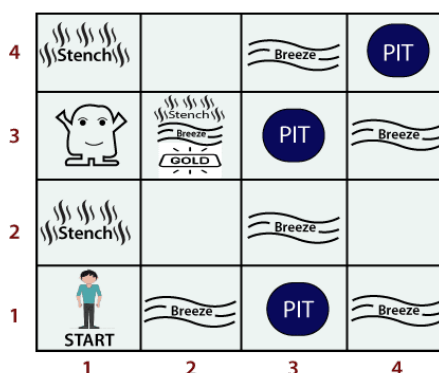 4 Stench Breeze PIT
3 Stench
Breeze
GOLD
PIT Breeze
2 Stench Breeze
1 START Breeze PIT Breeze
1 2 3 4